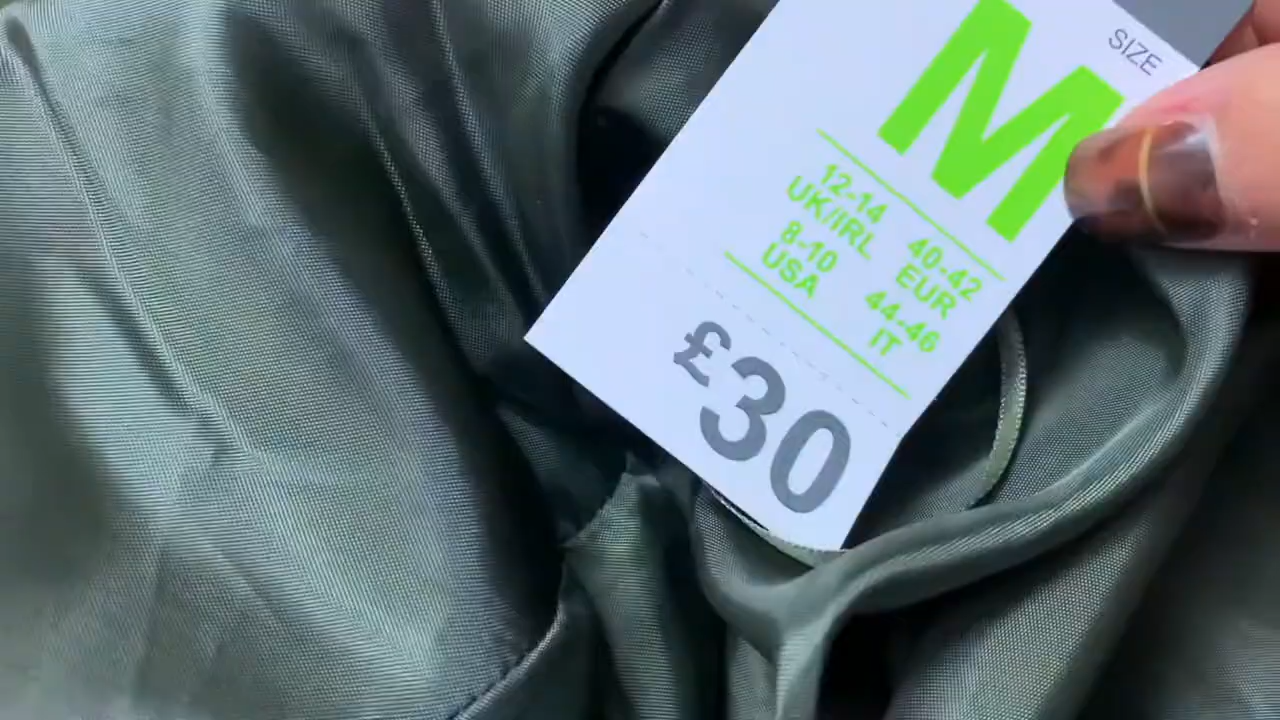 SIZE
M
12-14 40-42
UK/IRL EUR
8-10 44-46
USA IT
£30